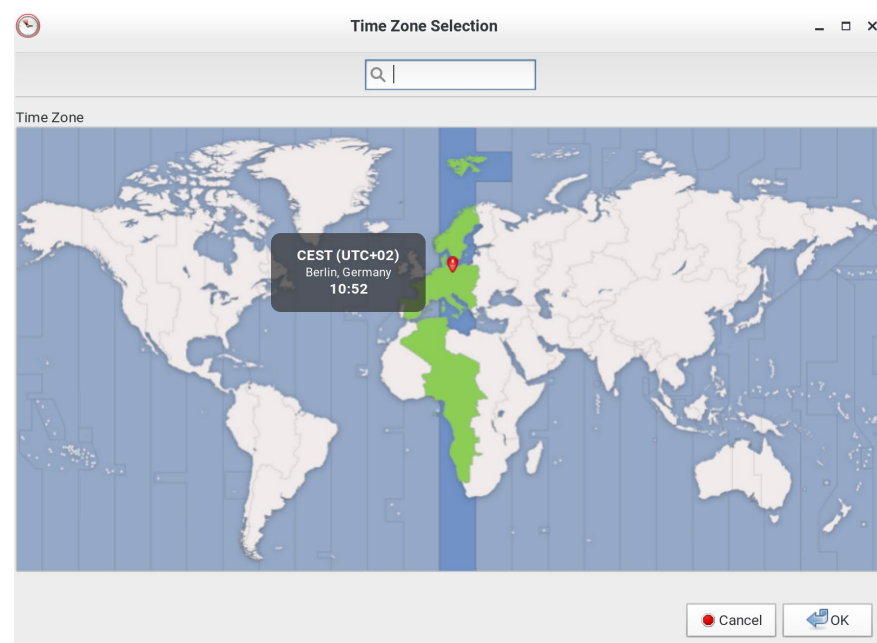 Time Zone Selection
Time Zone
CEST (UTC+02)
Berlin, Germany
10:52
Cancel
OK